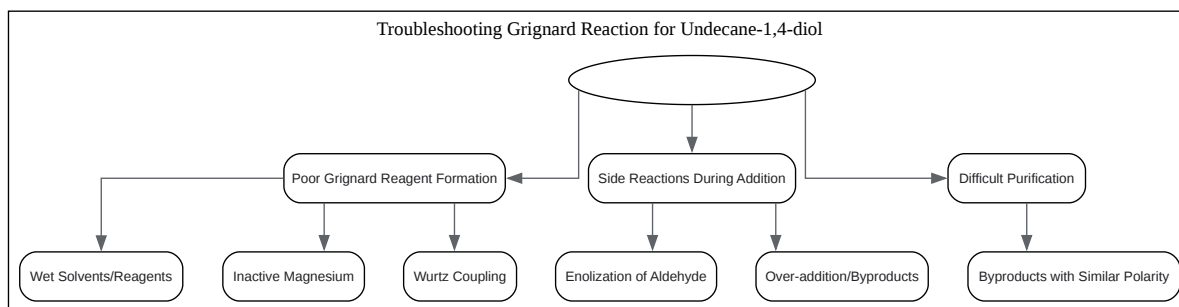 Troubleshooting Grignard Reaction for Undecane-1,4-diol
Poor Grignard Reagent Formation
Side Reactions During Addition
Difficult Purification
Wet Solvents/Reagents
Inactive Magnesium
Wurtz Coupling
Enolization of Aldehyde
Over-addition/Byproducts
Byproducts with Similar Polarity